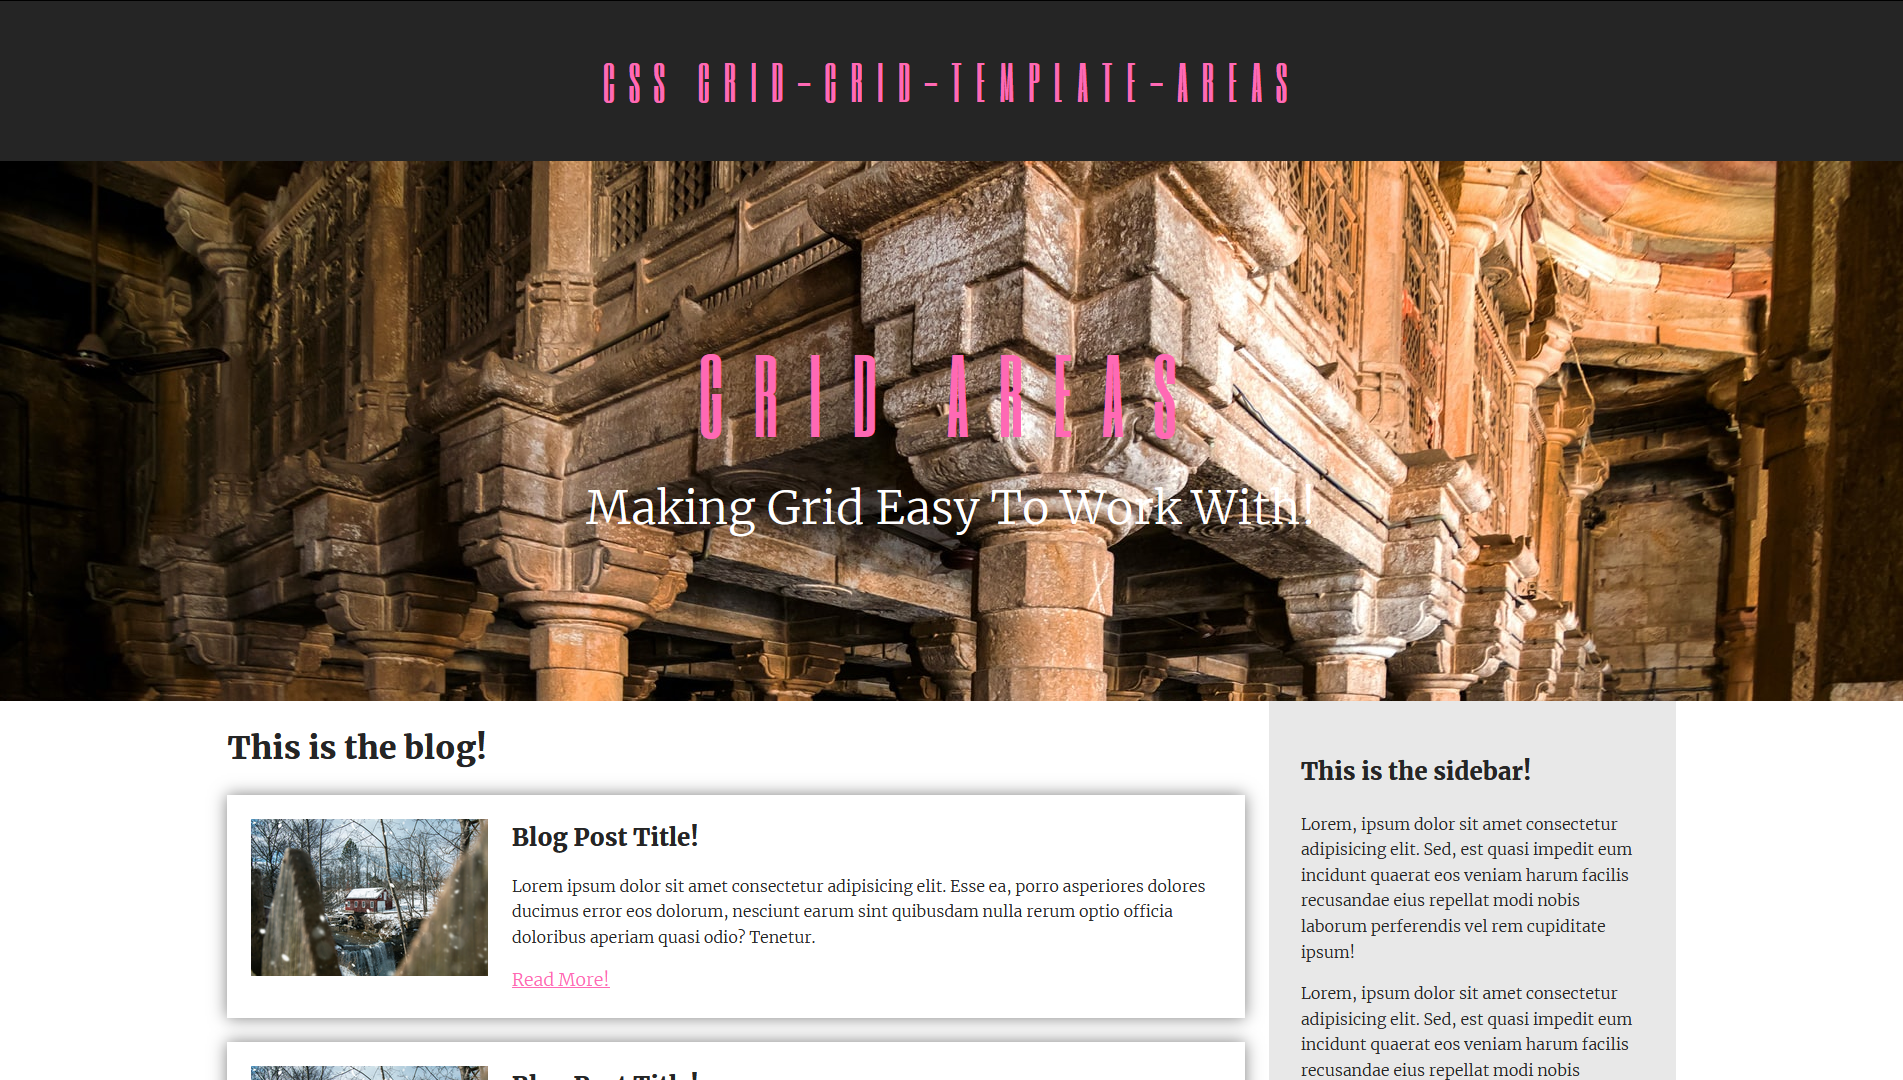 CSS GRID-GRID-TEMPLATE-AREAS
GRID AREAS
Making Grid Easy To Work With!
This is the blog!
Blog Post Title!
Lorem ipsum dolor sit amet consectetur adipisicing elit. Esse ea, porro asperiores dolores
ducimus error eos dolorum, nesciunt earum sint quibusdam nulla rerum optio officia
doloribus aperiam quasi odio? Tenetur.
Read More!
Blog Post Title!
This is the sidebar!
Lorem, ipsum dolor sit amet consectetur
adipisicing elit. Sed, est quasi impedit eum
incidunt quaerat eos veniam harum facilis
recusandae eius repellat modi nobis
laborum perferendis vel rem cupiditate
ipsum!
Lorem, ipsum dolor sit amet consectetur
adipisicing elit. Sed, est quasi impedit eum
incidunt quaerat eos veniam harum facilis
recusandae eius repellat modi nobis